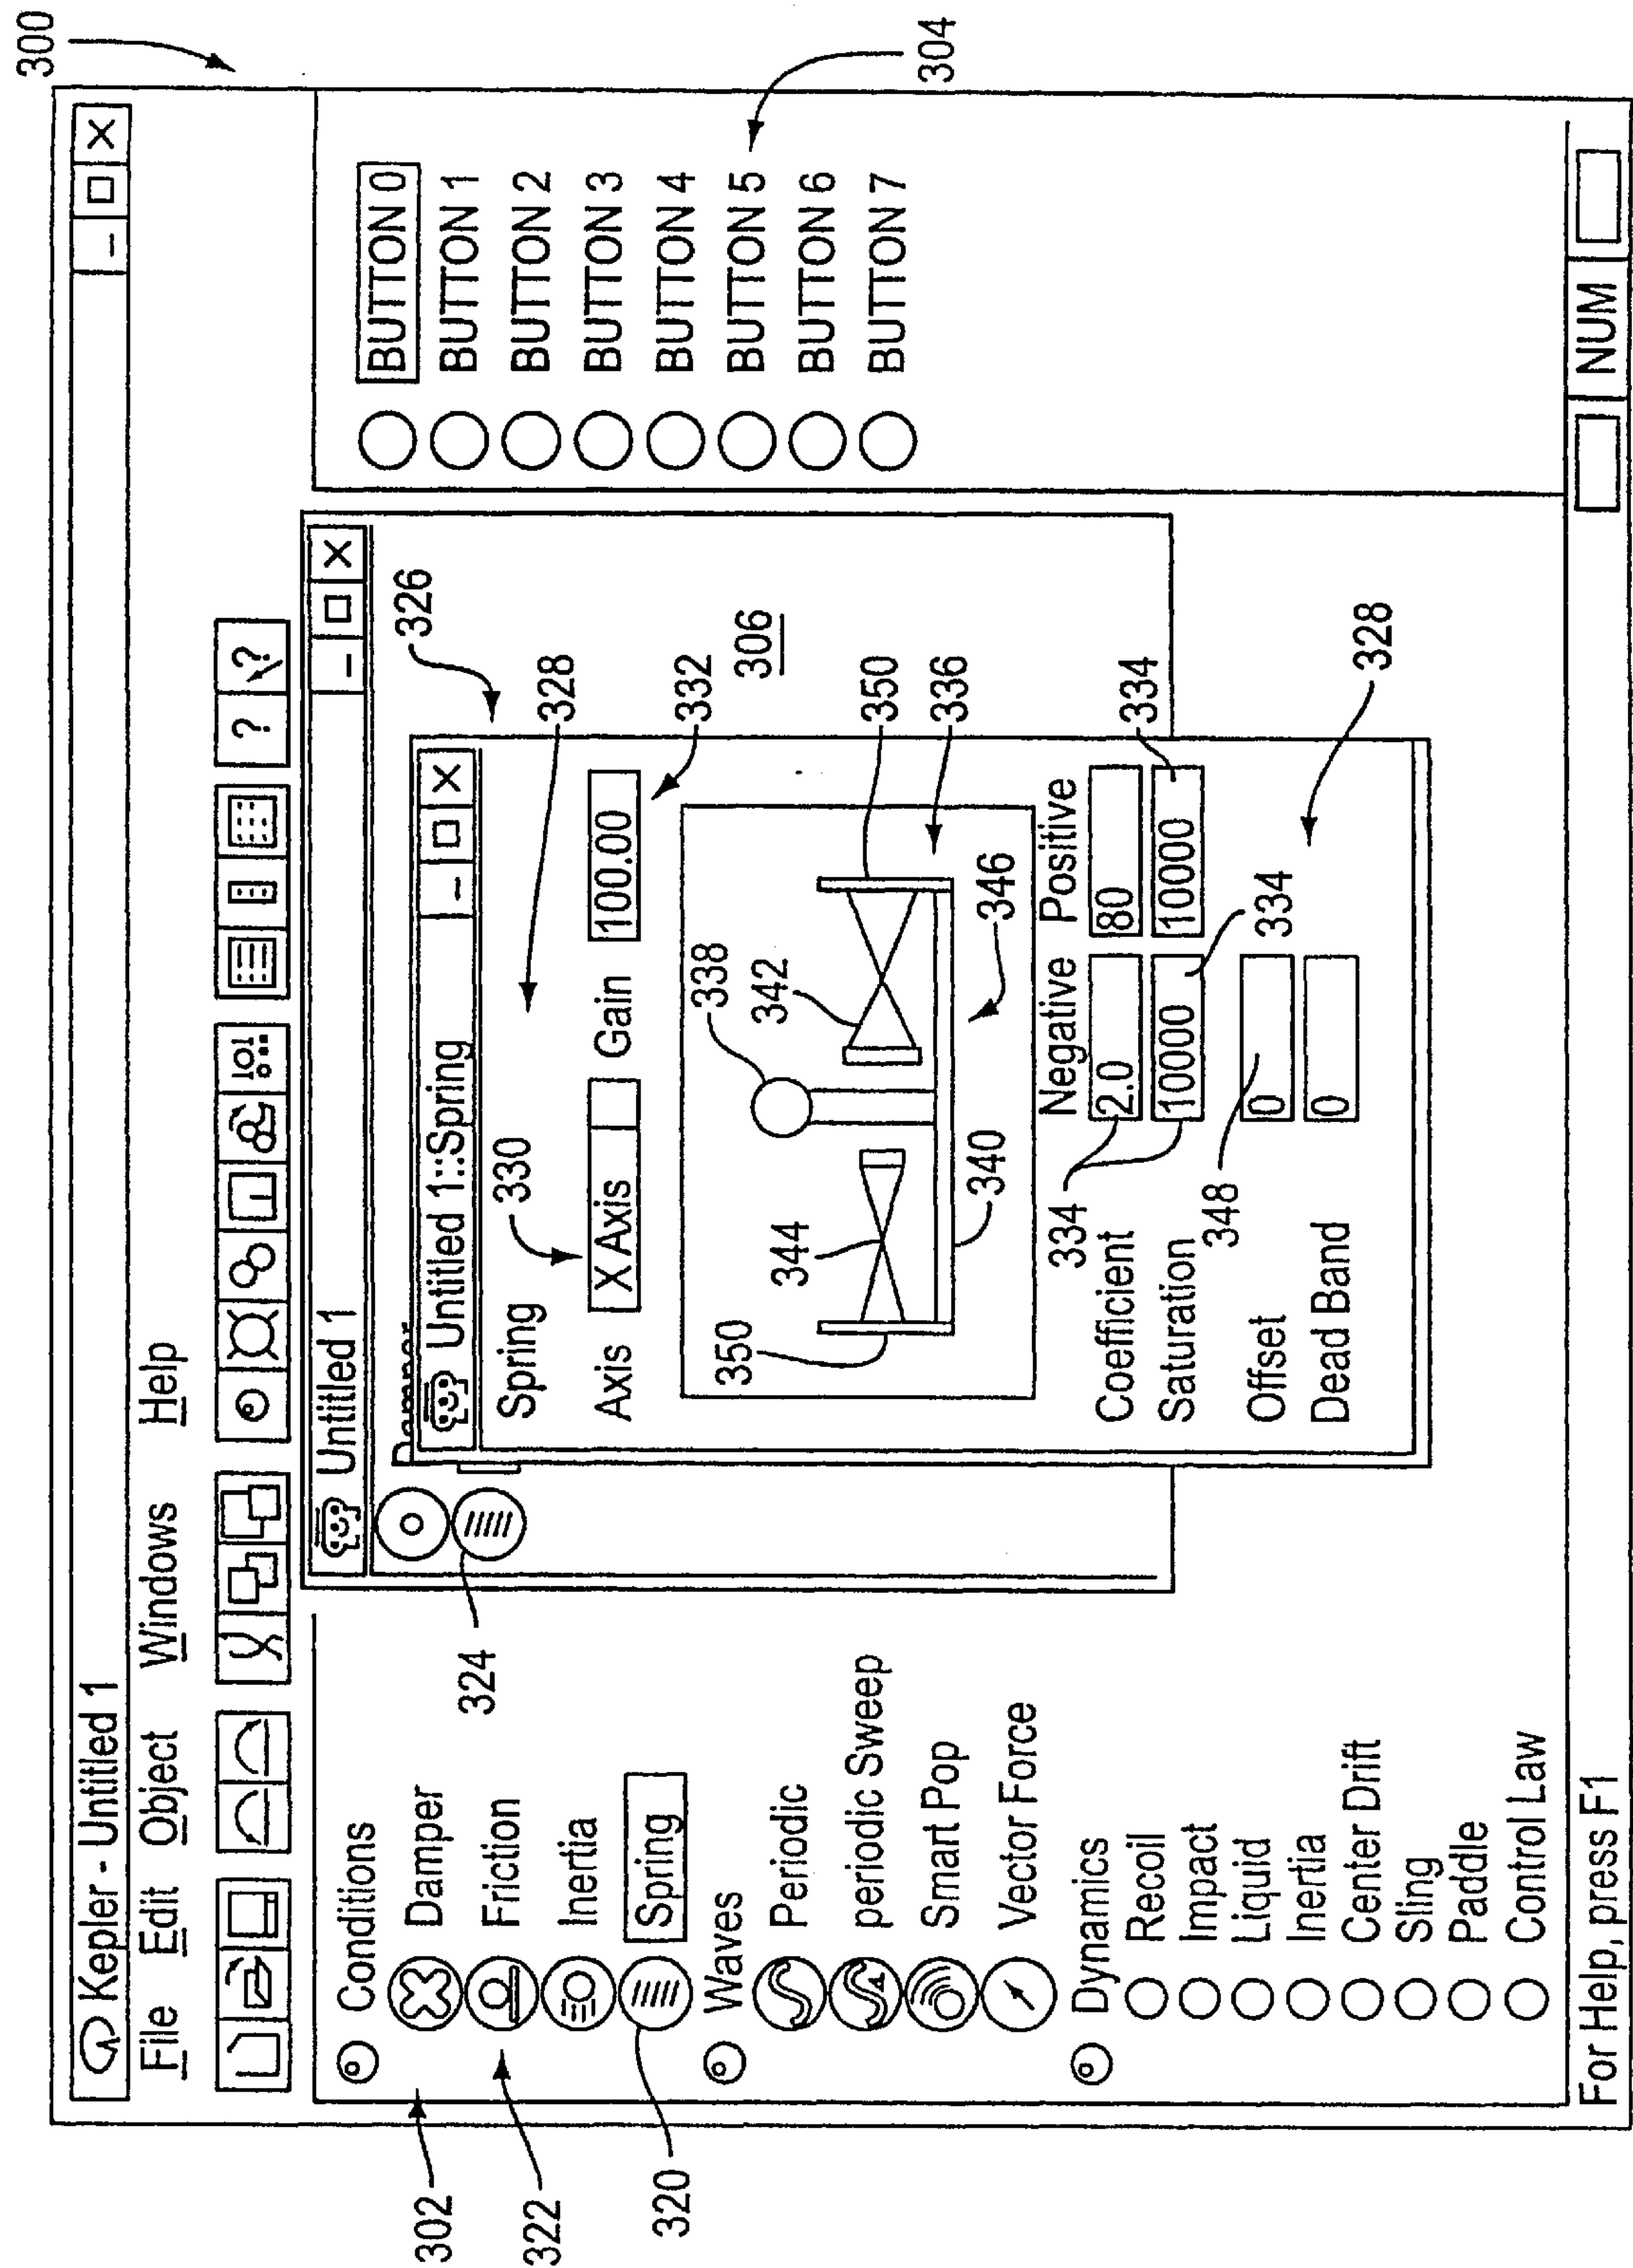 300
Kepler - Untitled 1
File Edit Object Windows Help
? ?
302
322
320
Conditions
Damper
Friction
Inertia
Spring
Waves
Periodic
periodic Sweep
Smart Pop
Vector Force
Dynamics
Recoil
Impact
Liquid
Inertia
Center Drift
Sling
Paddle
Control Law
Untitled 1
324
326
Untitled 1::Spring
Spring
328
330
332
306
Axis X Axis Gain 100.00
338
342
344
350
350
336
340
346
Negative Positive
334
334
Coefficient 2.0 80
Saturation 10000 10000
334
348
Offset 0
Dead Band 0
328
BUTTON 0
BUTTON 1
BUTTON 2
BUTTON 3
BUTTON 4
BUTTON 5
BUTTON 6
BUTTON 7
304
For Help, press F1
NUM